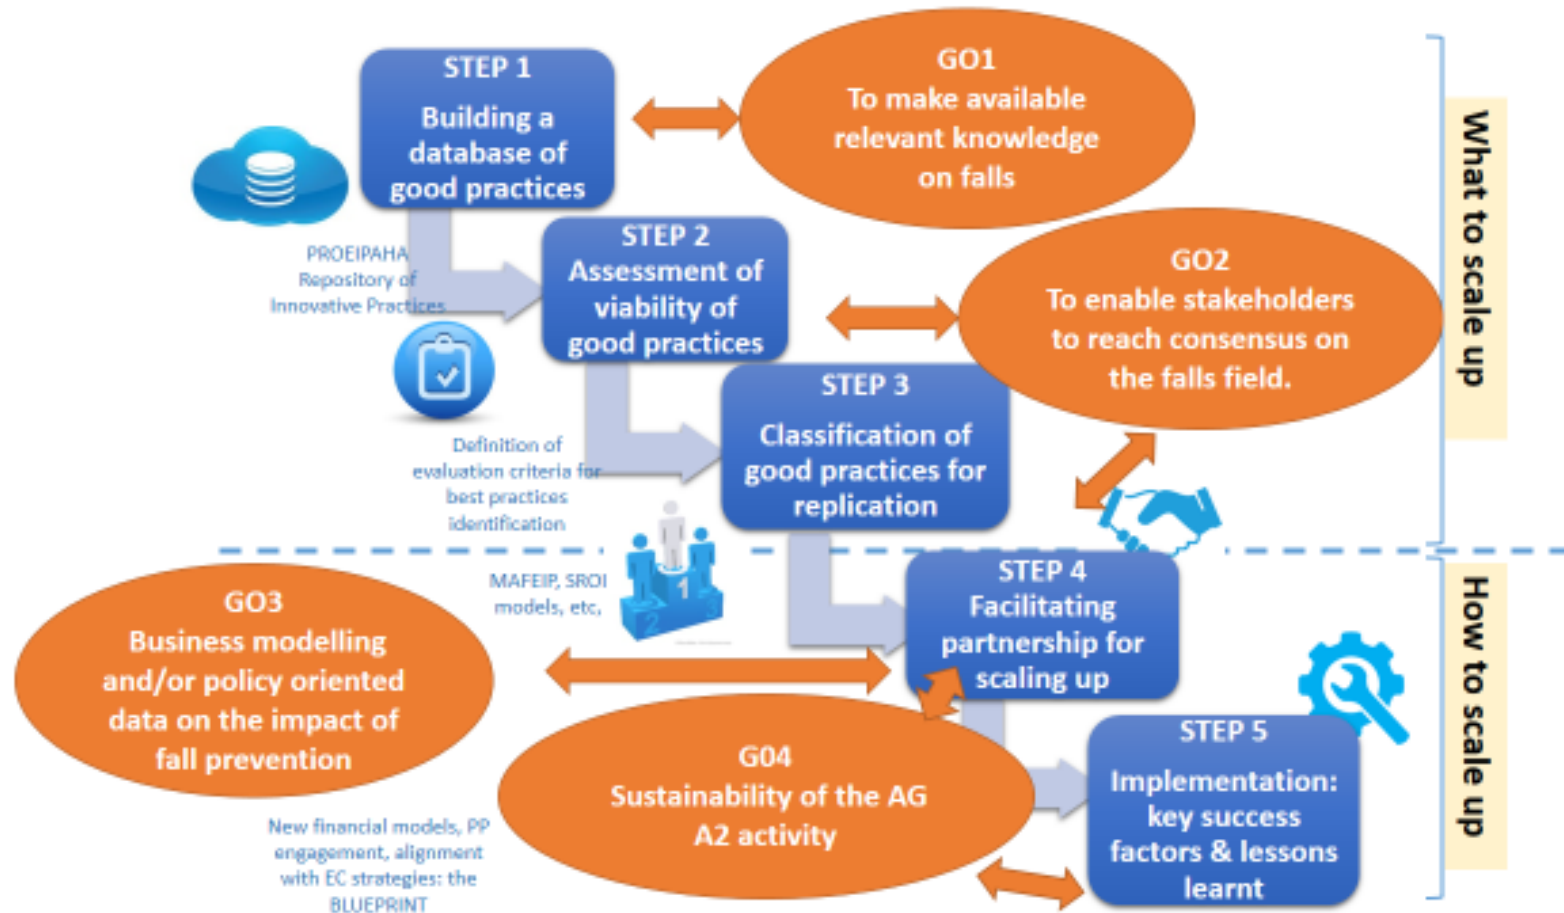 STEP 1
Building a
database of
good practices
GO1
To make available
relevant knowledge
on falls
What to scale up
PROEIPAHA
Repository of
Innovative Practices
STEP 2
Assessment of
viability of
good practices
GO2
To enable stakeholders
to reach consensus on
the falls field.
Definition of
evaluation criteria for
best practices
identification
STEP 3
Classification of
good practices for
replication
MAFEIP, SROI
models, etc,
1
2
3
STEP 4
Facilitating
partnership for
scaling up
How to scale up
GO3
Business modelling
and/or policy oriented
data on the impact of
fall prevention
G04
Sustainability of the AG
A2 activity
STEP 5
Implementation:
key success
factors & lessons
learnt
New financial models, PP
engagement, alignment
with EC strategies: the
BLUEPRINT